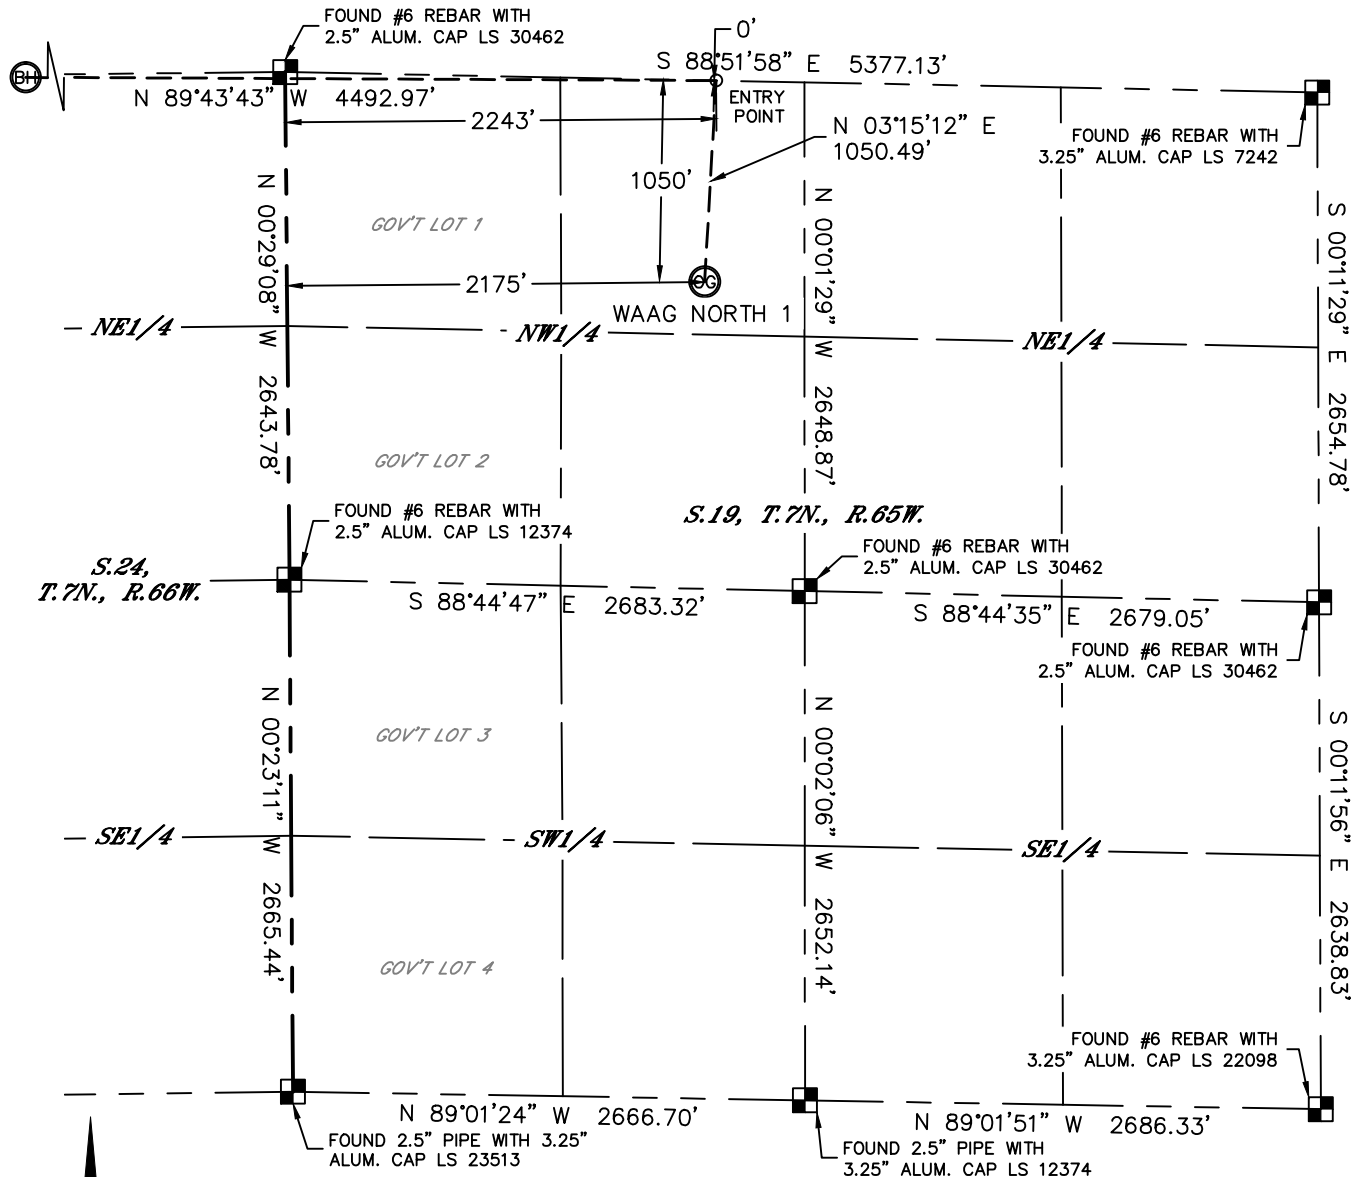 FOUND #6 REBAR WITH
2.5" ALUM. CAP LS 30462
0'
S 88°51'58" E 5377.13'
BH
N 89°43'43" W 4492.97'
ENTRY
POINT
2243'
N 03°15'12" E
1050.49'
FOUND #6 REBAR WITH
3.25" ALUM. CAP LS 7242
1050'
GOV'T LOT 1
2175'
OG
WAAG NORTH 1
N 00°29'08" W 2643.78'
N 00°01'29" W 2648.87'
S 00°11'29" E 2654.78'
NE1/4
NW1/4
NE1/4
GOV'T LOT 2
FOUND #6 REBAR WITH
2.5" ALUM. CAP LS 12374
S.19, T.7N., R.65W.
FOUND #6 REBAR WITH
2.5" ALUM. CAP LS 30462
S.24,
T.7N., R.66W.
S 88°44'47" E 2683.32'
S 88°44'35" E 2679.05'
FOUND #6 REBAR WITH
2.5" ALUM. CAP LS 30462
N 00°23'11" W 2665.44'
N 00°02'06" W 2652.14'
S 00°11'56" E 2638.83'
GOV'T LOT 3
SE1/4
SW1/4
SE1/4
GOV'T LOT 4
FOUND #6 REBAR WITH
3.25" ALUM. CAP LS 22098
N 89°01'24" W 2666.70'
N 89°01'51" W 2686.33'
FOUND 2.5" PIPE WITH 3.25"
ALUM. CAP LS 23513
FOUND 2.5" PIPE WITH
3.25" ALUM. CAP LS 12374